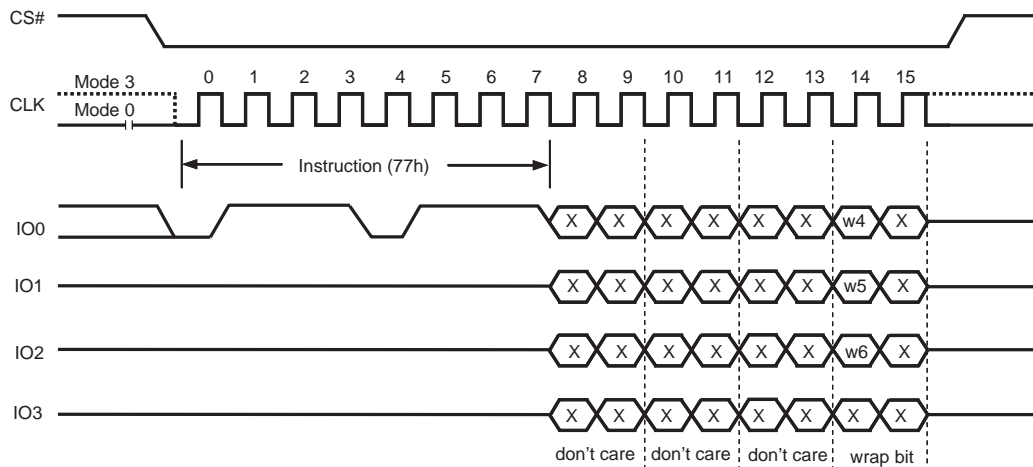 CS#
Mode 3
0 1 2 3 4 5 6 7 8 9 10 11 12 13 14 15
CLK
Mode 0
Instruction (77h)
IO0 X X X X X X w4 X
IO1 X X X X X X w5 X
IO2 X X X X X X w6 X
IO3 X X X X X X X X
don't care don't care don't care wrap bit